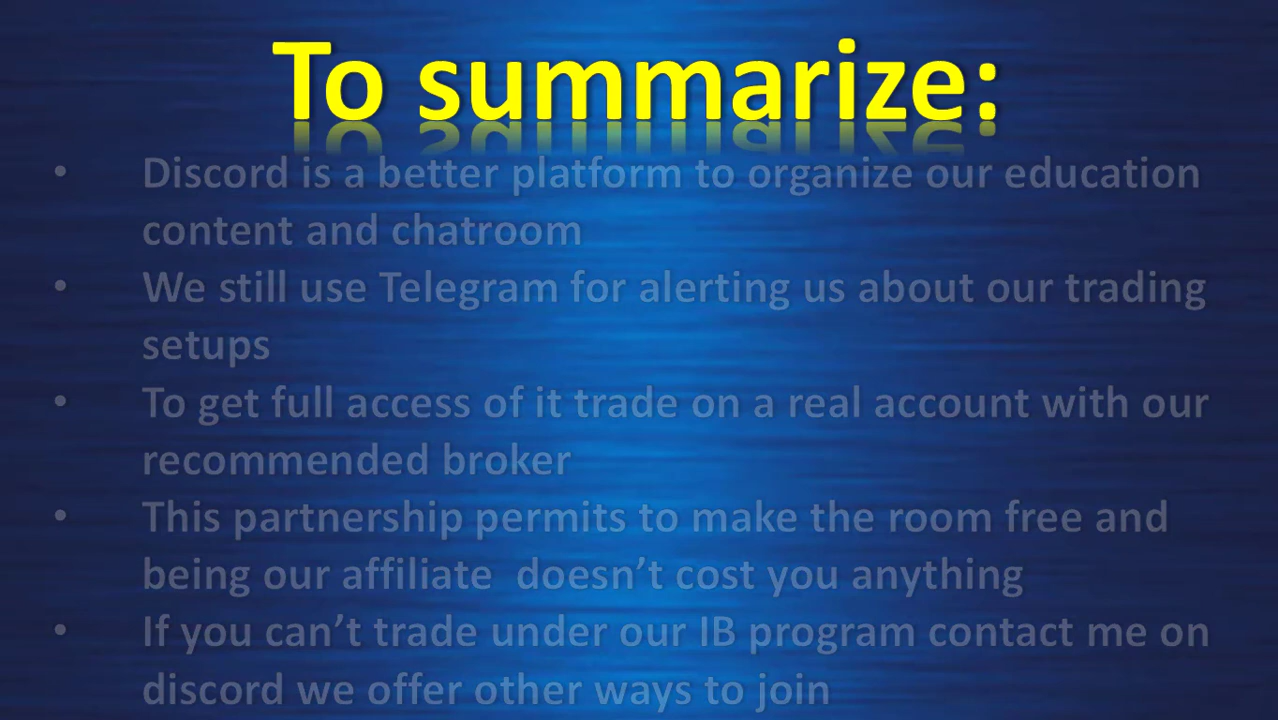 To summarize:
• Discord is a better platform to organize our education
content and chatroom
• We still use Telegram for alerting us about our trading
setups
• To get full access of it trade on a real account with our
recommended broker
• This partnership permits to make the room free and
being our affiliate  doesn’t cost you anything
• If you can’t trade under our IB program contact me on
discord we offer other ways to join